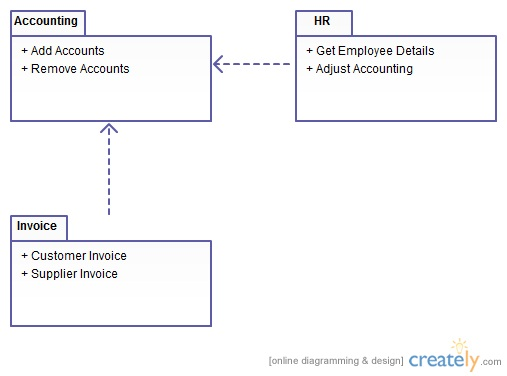 Accounting
+ Add Accounts
+ Remove Accounts
HR
+ Get Employee Details
+ Adjust Accounting
Invoice
+ Customer Invoice
+ Supplier Invoice
[online diagramming & design] creately.com